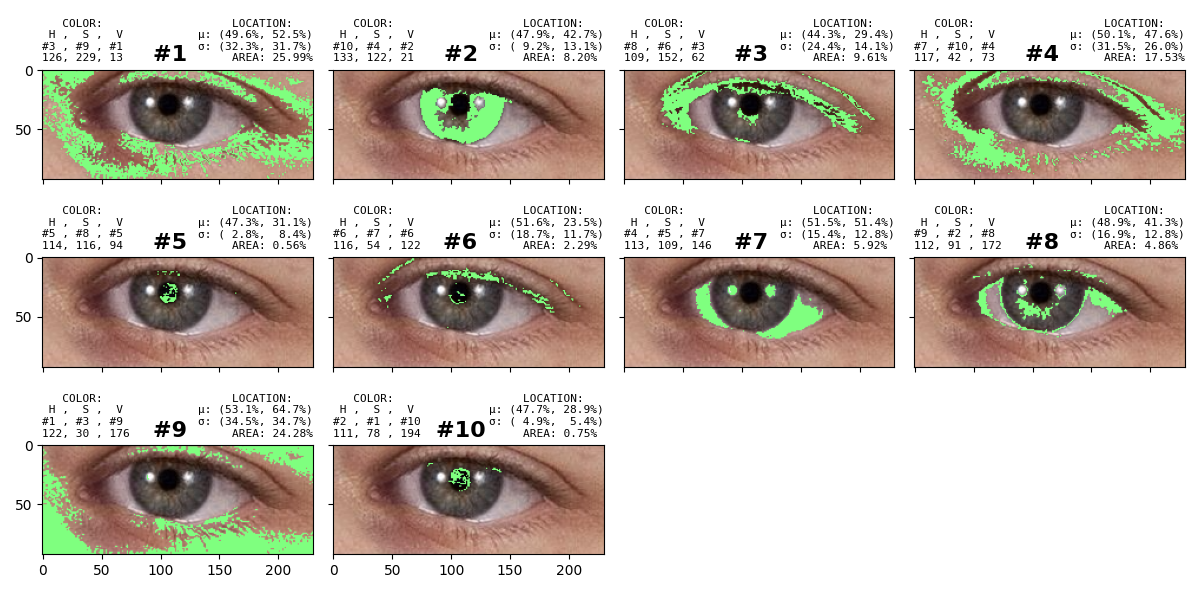 COLOR: LOCATION:
H , S , V μ: (49.6%, 52.5%)
#3 , #9 , #1 #1 σ: (32.3%, 31.7%)
126, 229, 13 AREA: 25.99%
COLOR: LOCATION:
H , S , V μ: (47.9%, 42.7%)
#10, #4 , #2 #2 σ: ( 9.2%, 13.1%)
133, 122, 21 AREA: 8.20%
COLOR: LOCATION:
H , S , V μ: (44.3%, 29.4%)
#8 , #6 , #3 #3 σ: (24.4%, 14.1%)
109, 152, 62 AREA: 9.61%
COLOR: LOCATION:
H , S , V μ: (50.1%, 47.6%)
#7 , #10, #4 #4 σ: (31.5%, 26.0%)
117, 42 , 73 AREA: 17.53%
0
50
COLOR: LOCATION:
H , S , V μ: (47.3%, 31.1%)
#5 , #8 , #5 #5 σ: ( 2.8%, 8.4%)
114, 116, 94 AREA: 0.56%
COLOR: LOCATION:
H , S , V μ: (51.6%, 23.5%)
#6 , #7 , #6 #6 σ: (18.7%, 11.7%)
116, 54 , 122 AREA: 2.29%
COLOR: LOCATION:
H , S , V μ: (51.5%, 51.4%)
#4 , #5 , #7 #7 σ: (15.4%, 12.8%)
113, 109, 146 AREA: 5.92%
COLOR: LOCATION:
H , S , V μ: (48.9%, 41.3%)
#9 , #2 , #8 #8 σ: (16.9%, 12.8%)
112, 91 , 172 AREA: 4.86%
0
50
COLOR: LOCATION:
H , S , V μ: (53.1%, 64.7%)
#1 , #3 , #9 #9 σ: (34.5%, 34.7%)
122, 30 , 176 AREA: 24.28%
COLOR: LOCATION:
H , S , V μ: (47.7%, 28.9%)
#2 , #1 , #10 #10 σ: ( 4.9%, 5.4%)
111, 78 , 194 AREA: 0.75%
0
50
0 50 100 150 200
0 50 100 150 200